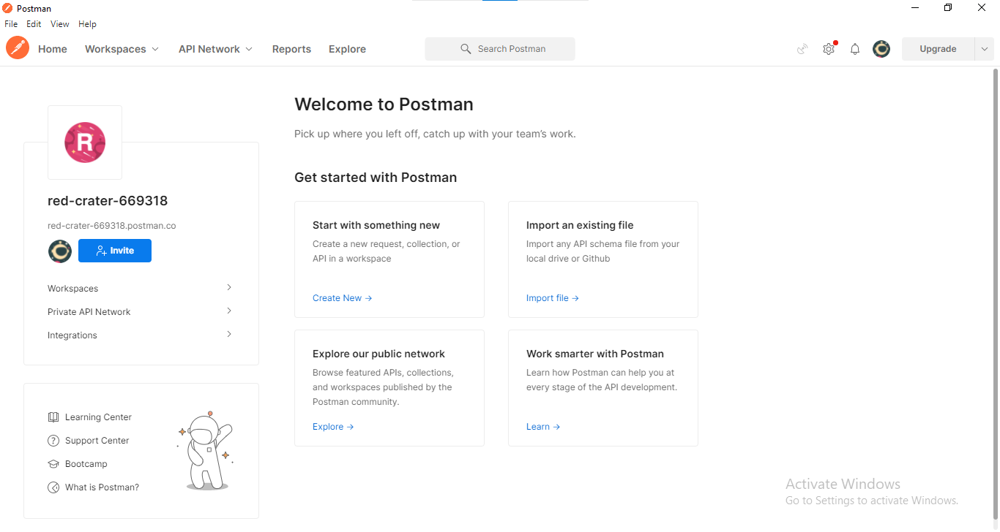 Postman
File Edit View Help
Home Workspaces API Network Reports Explore Search Postman Upgrade
R
red-crater-669318
red-crater-669318.postman.co
Invite
Workspaces
Private API Network
Integrations
Learning Center
Support Center
? Bootcamp
What is Postman?
Welcome to Postman
Pick up where you left off, catch up with your team’s work.
Get started with Postman
Start with something new
Create a new request, collection, or
API in a workspace
Create New →
Import an existing file
Import any API schema file from your
local drive or Github
Import file →
Explore our public network
Browse featured APIs, collections,
and workspaces published by the
Postman community.
Explore →
Work smarter with Postman
Learn how Postman can help you at
every stage of the API development.
Learn →
Activate Windows
Go to Settings to activate Windows.